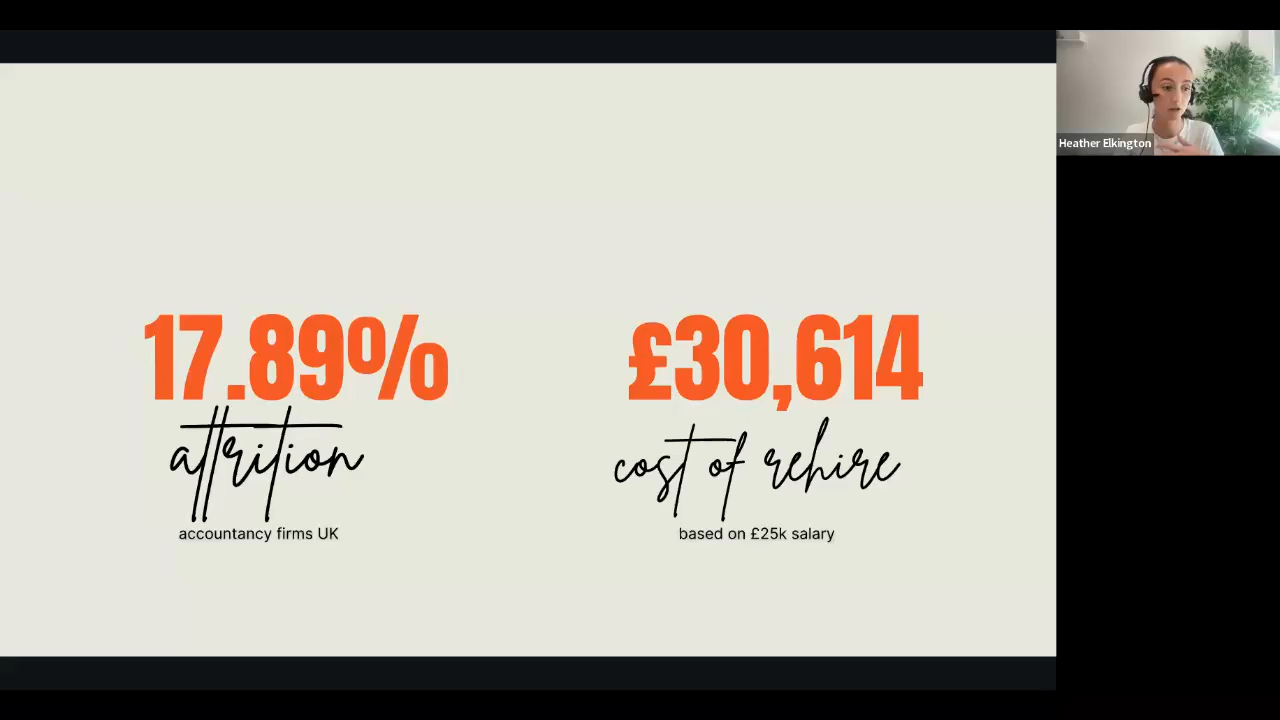 17.89%
attrition
accountancy firms UK
£30,614
cost of rehire
based on £25k salary
Heather Elkington